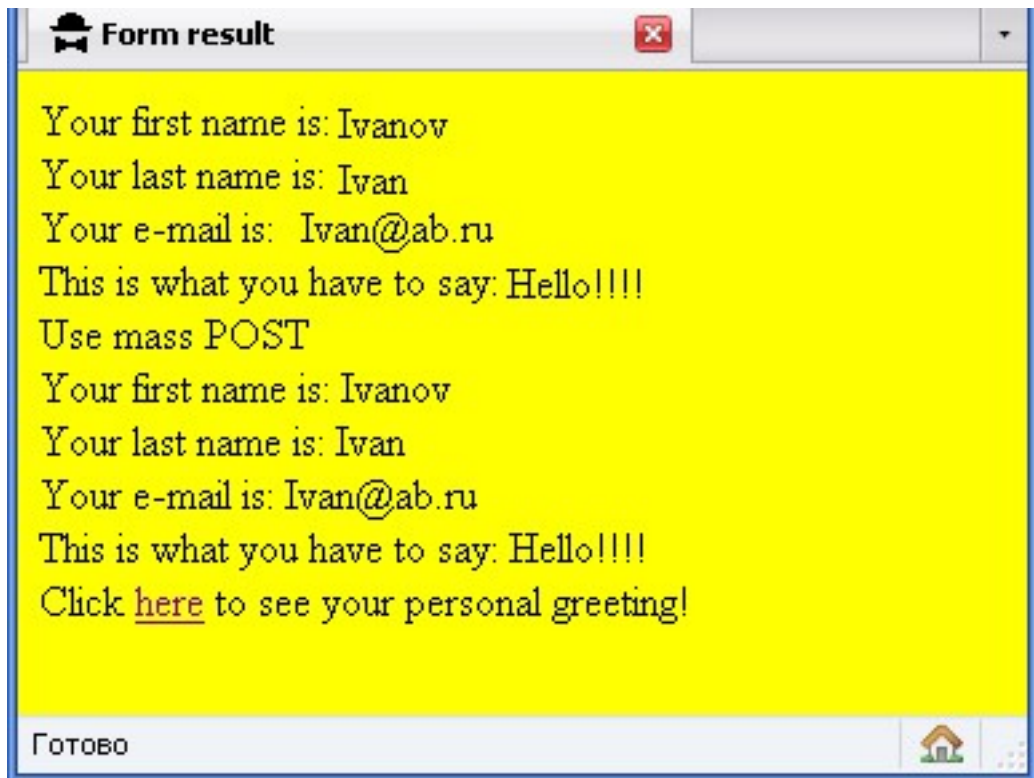 Form result
Your first name is: Ivanov
Your last name is: Ivan
Your e-mail is: Ivan@ab.ru
This is what you have to say: Hello!!!!
Use mass POST
Your first name is: Ivanov
Your last name is: Ivan
Your e-mail is: Ivan@ab.ru
This is what you have to say: Hello!!!!
Click here to see your personal greeting!
Готово